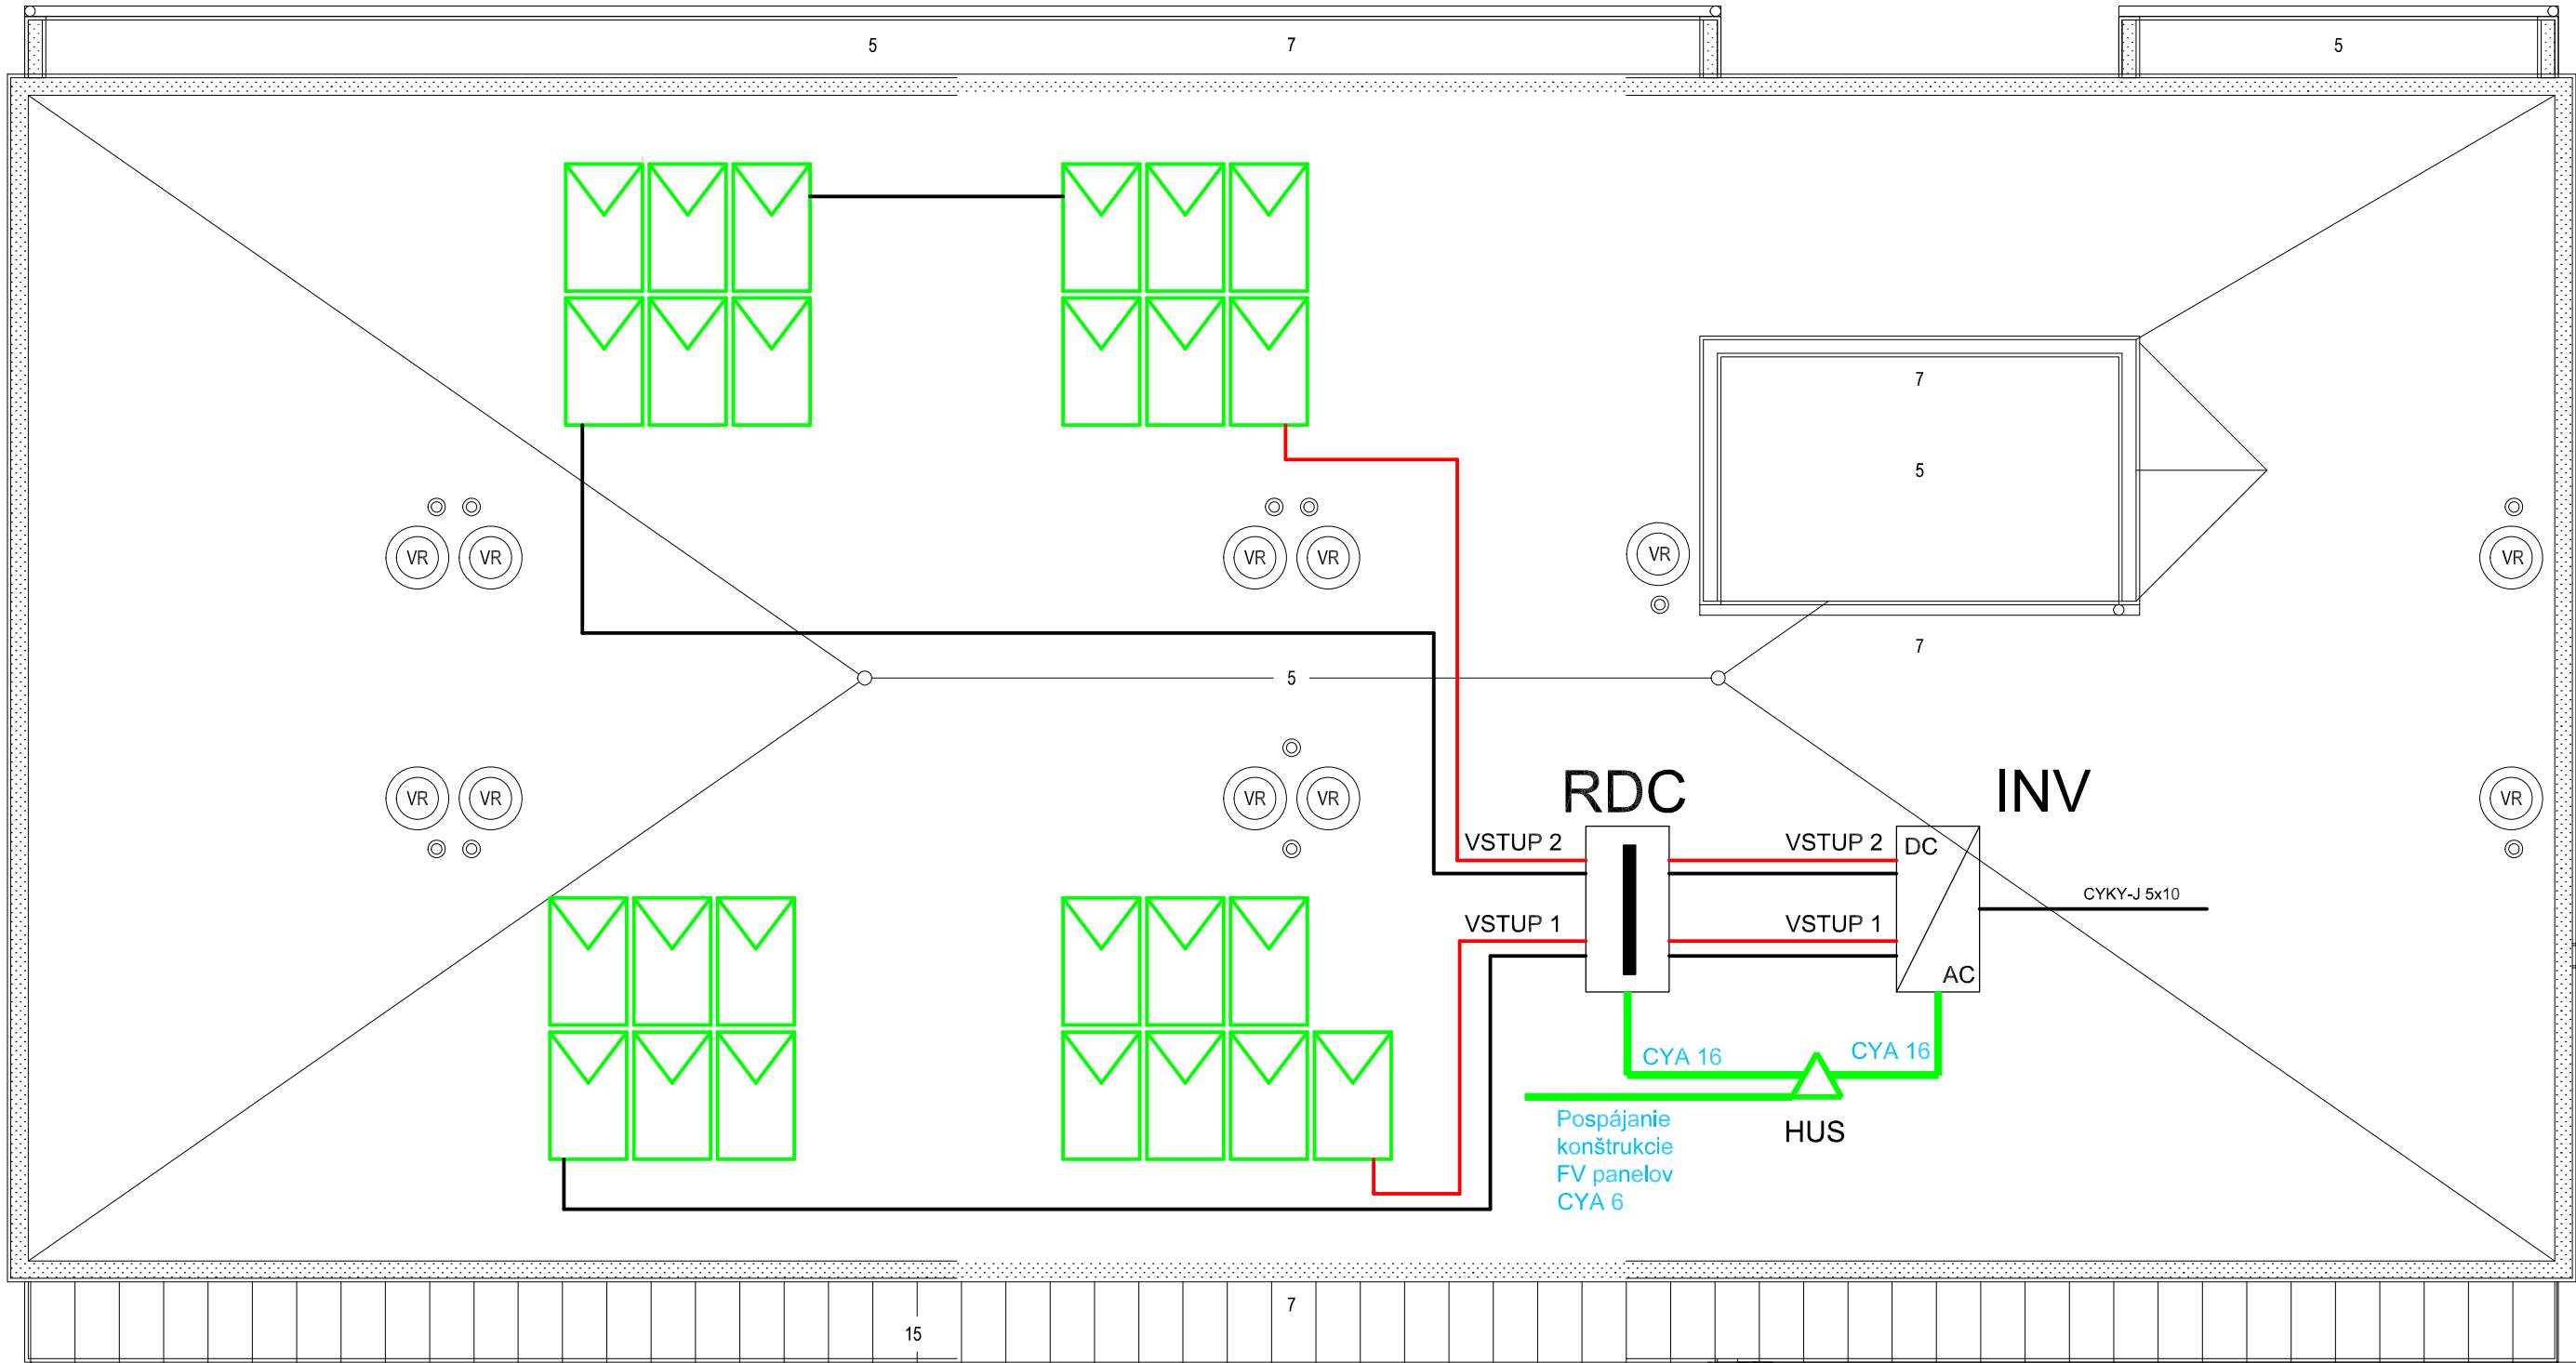 5
7
5
7
5
VR
VR
VR
VR
VR
VR
7
5
VR
VR
VR
VR
VR
RDC
INV
VSTUP 2
VSTUP 2
DC
CYKY-J 5x10
VSTUP 1
VSTUP 1
AC
CYA 16
CYA 16
Pospájanie
konštrukcie
FV panelov
CYA 6
HUS
7
15